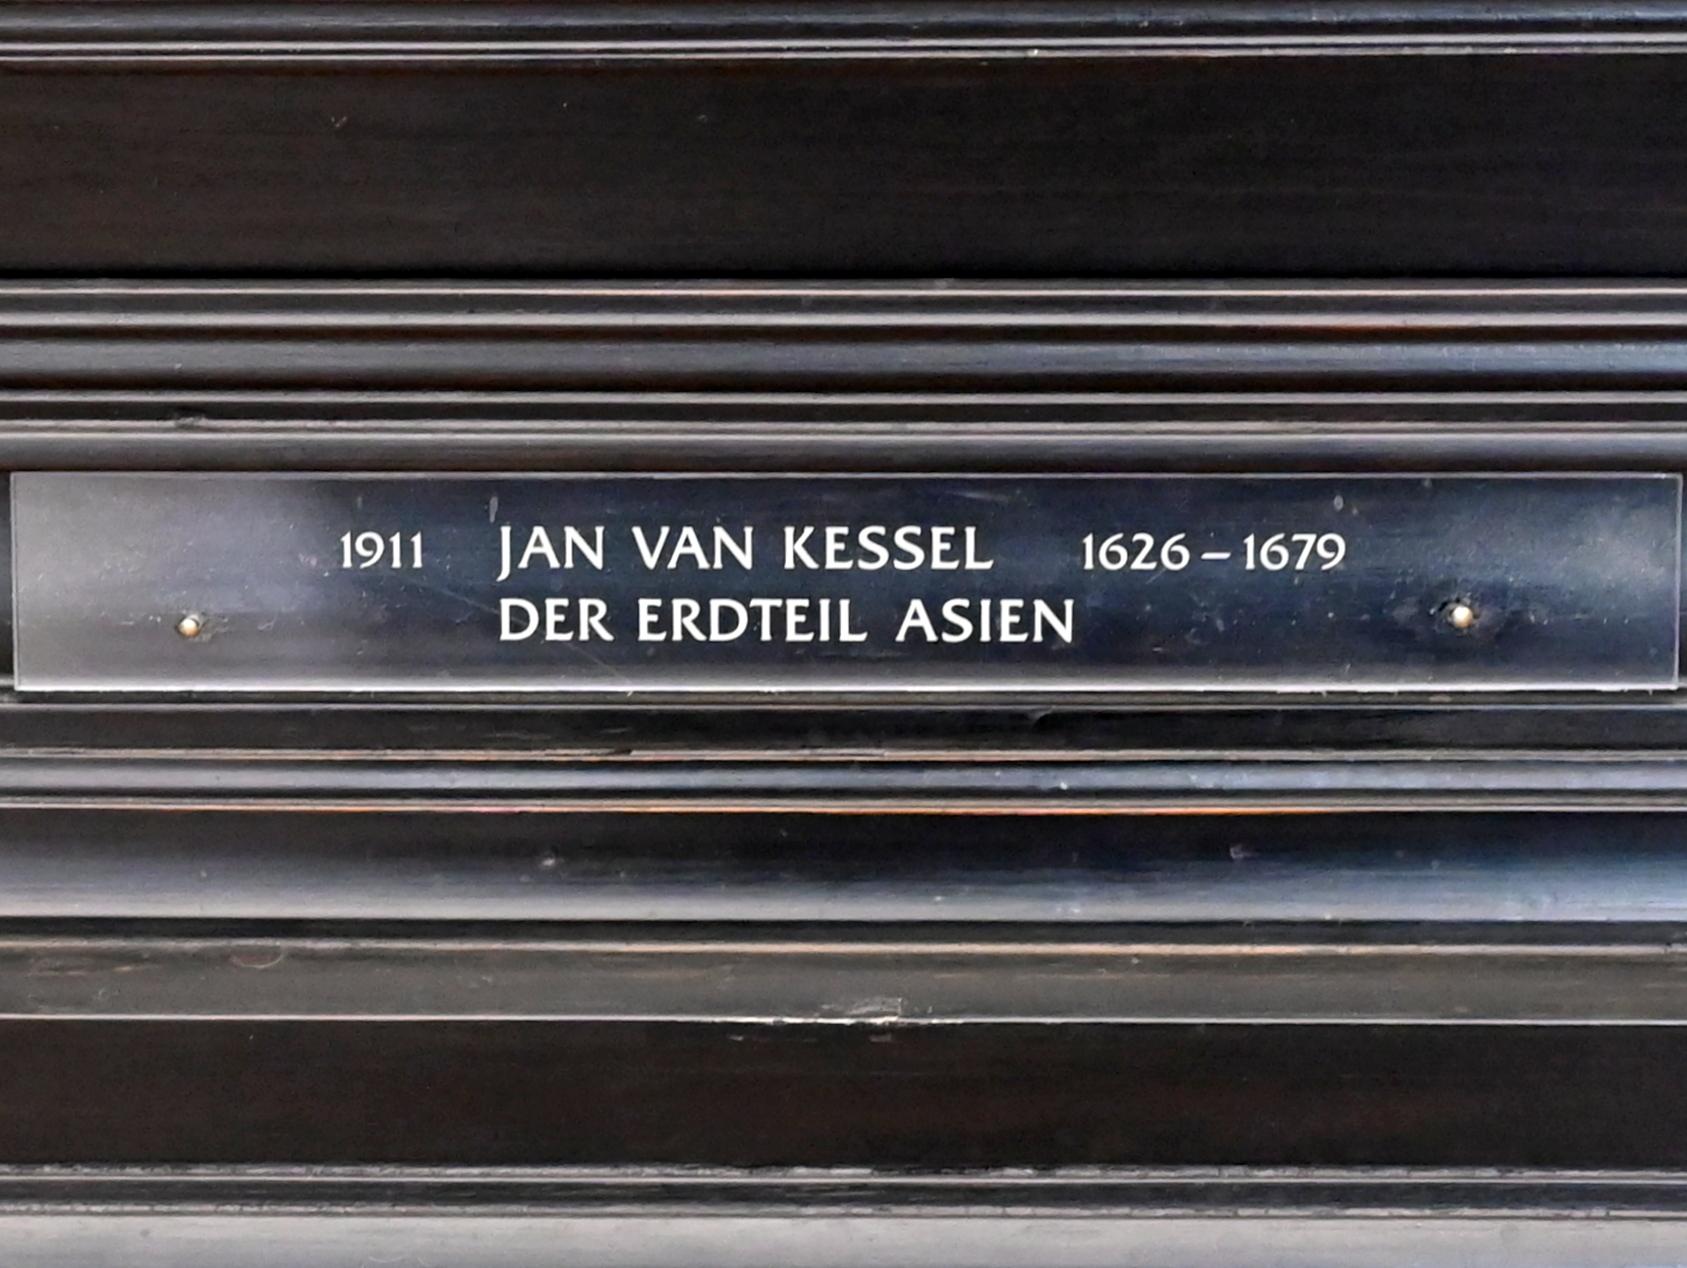 1911 JAN VAN KESSEL 1626 – 1679
DER ERDTEIL ASIEN